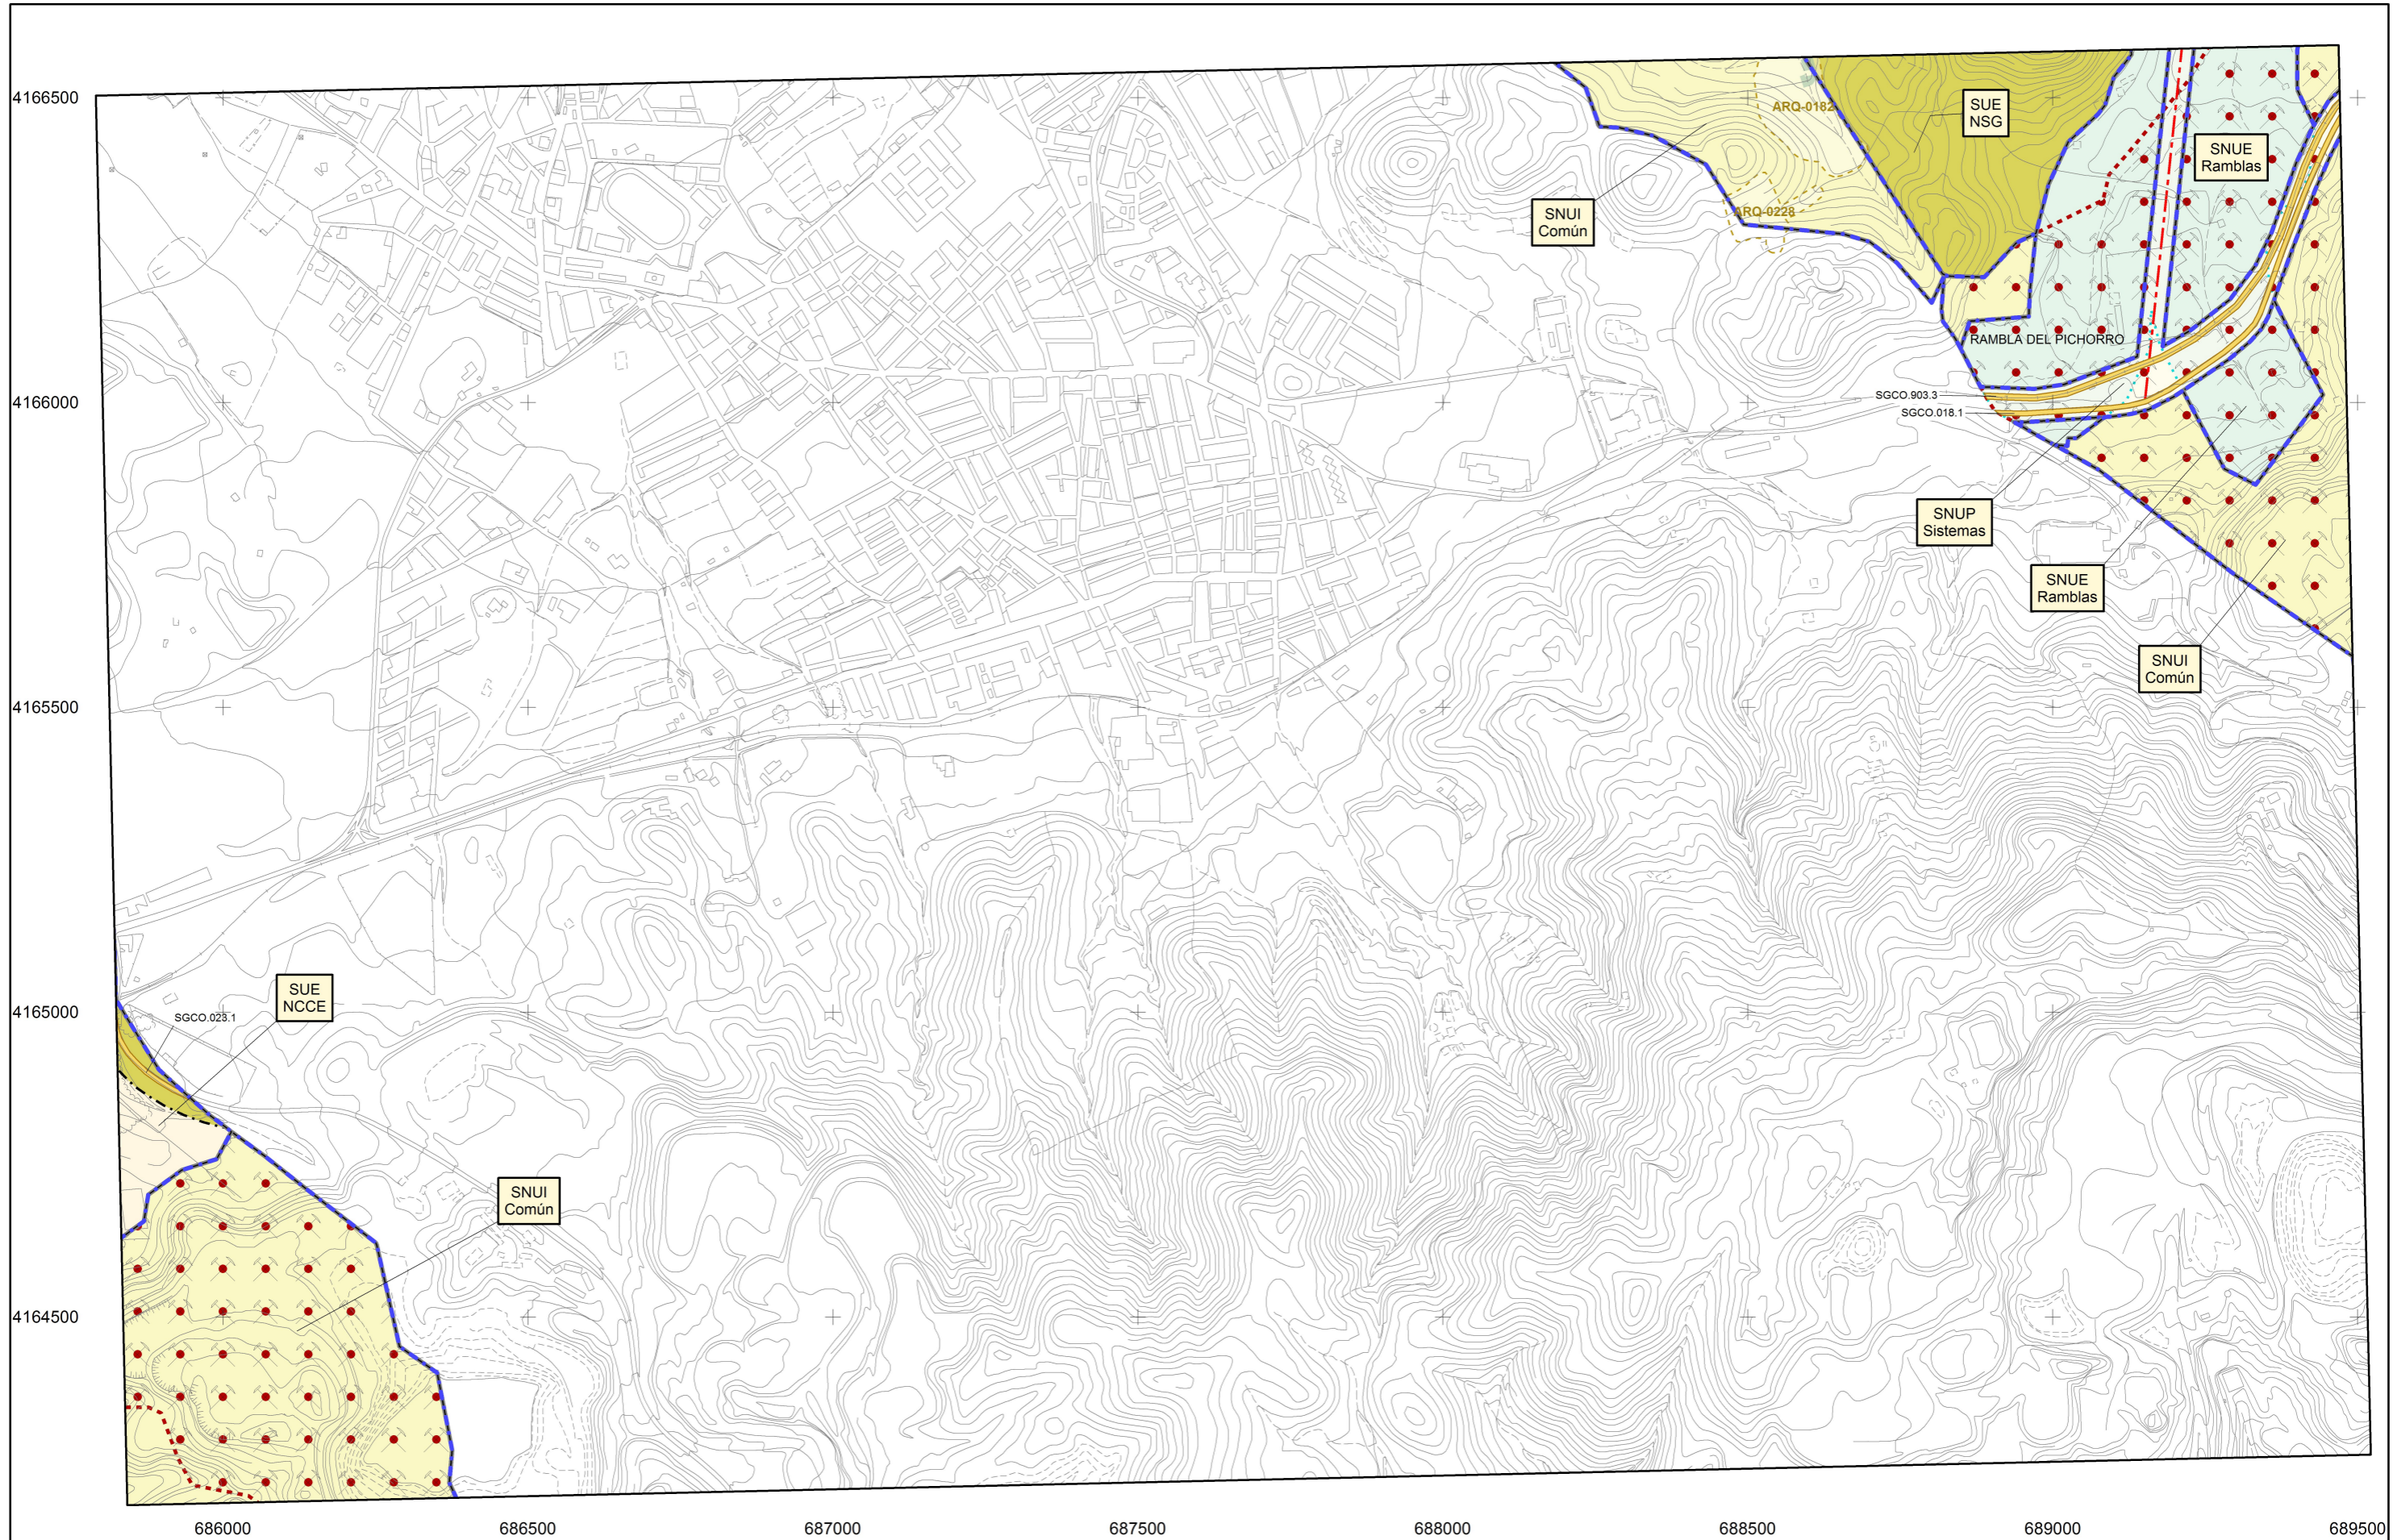 4166500
ARQ-0182
SUE
NSG
SNUE
Ramblas
SNUI
Común
ARQ-0228
RAMBLA DEL PICHORRO
4166000
SGCO.903.3
SGCO.018.1
SNUP
Sistemas
SNUE
Ramblas
SNUI
Común
4165500
SUE
NCCE
4165000
SGCO.023.1
SNUI
Común
4164500
686000
686500
687000
687500
688000
688500
689000
689500